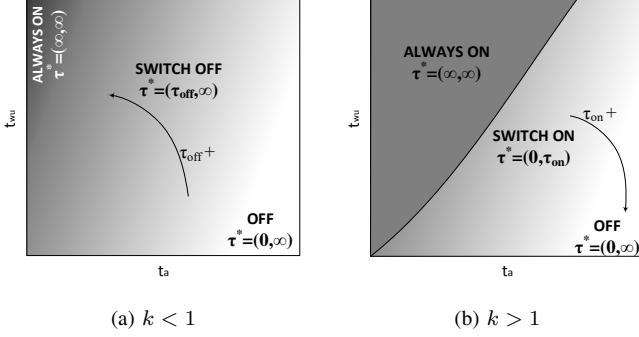 ALWAYS ON
τ*=(∞,∞)
SWITCH OFF
τ*=(τoff,∞)
τoff+
OFF
τ*=(0,∞)
twu
ta
(a) k < 1
ALWAYS ON
τ*=(∞,∞)
τon+
SWITCH ON
τ*=(0,τon)
OFF
τ*=(0,∞)
twu
ta
(b) k > 1